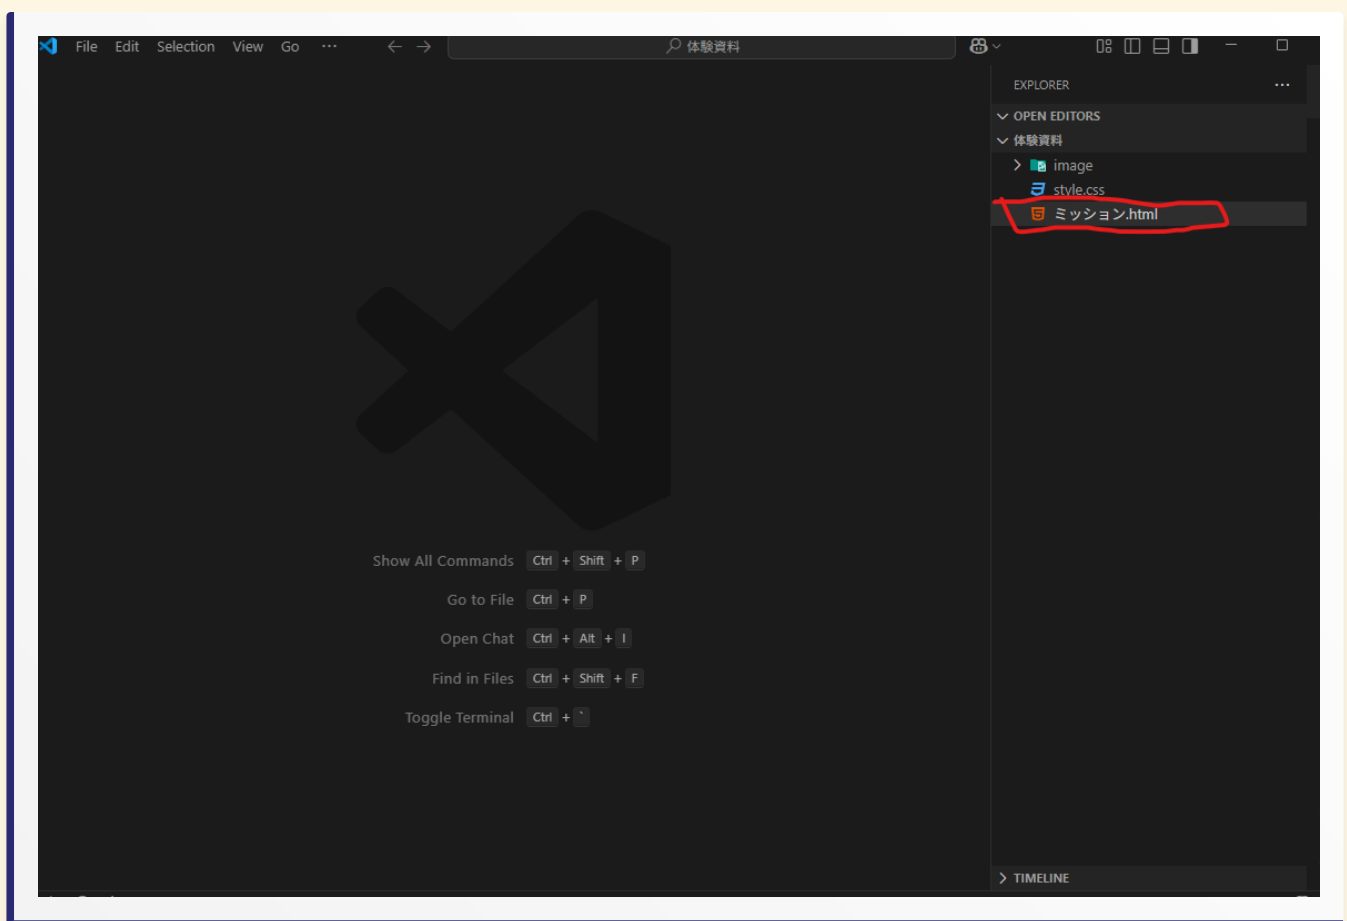 File Edit Selection View Go ··· ← → 体験資料
EXPLORER ···
OPEN EDITORS
体験資料
image
style.css
ミッション.html
Show All Commands Ctrl + Shift + P
Go to File Ctrl + P
Open Chat Ctrl + Alt + I
Find in Files Ctrl + Shift + F
Toggle Terminal Ctrl + `
TIMELINE